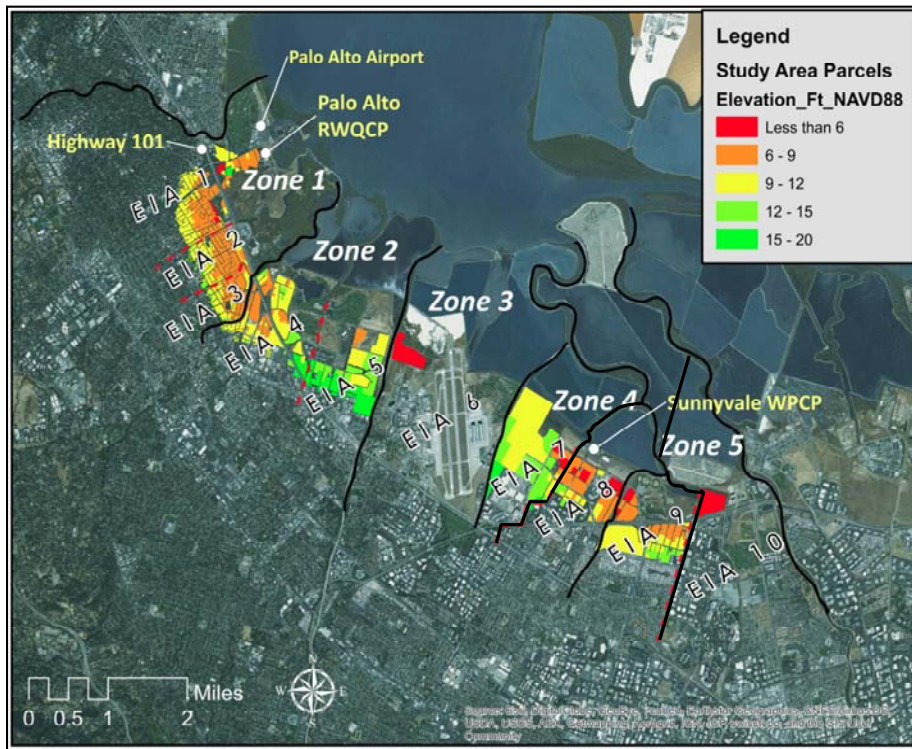 Legend
Study Area Parcels
Elevation_Ft_NAVD88
Less than 6
6 - 9
9 - 12
12 - 15
15 - 20
Palo Alto Airport
Palo Alto
RWQCP
Highway 101
Zone 1
EIA 1
EIA 2
Zone 2
EIA 3
Zone 3
EIA 4
EIA 5
EIA 6
Zone 4
Sunnyvale WPCP
Zone 5
EIA 7
EIA 8
EIA 9
EIA 10
N
W
E
S
Miles
0 0.5 1 2
USDA, USGS,
Community